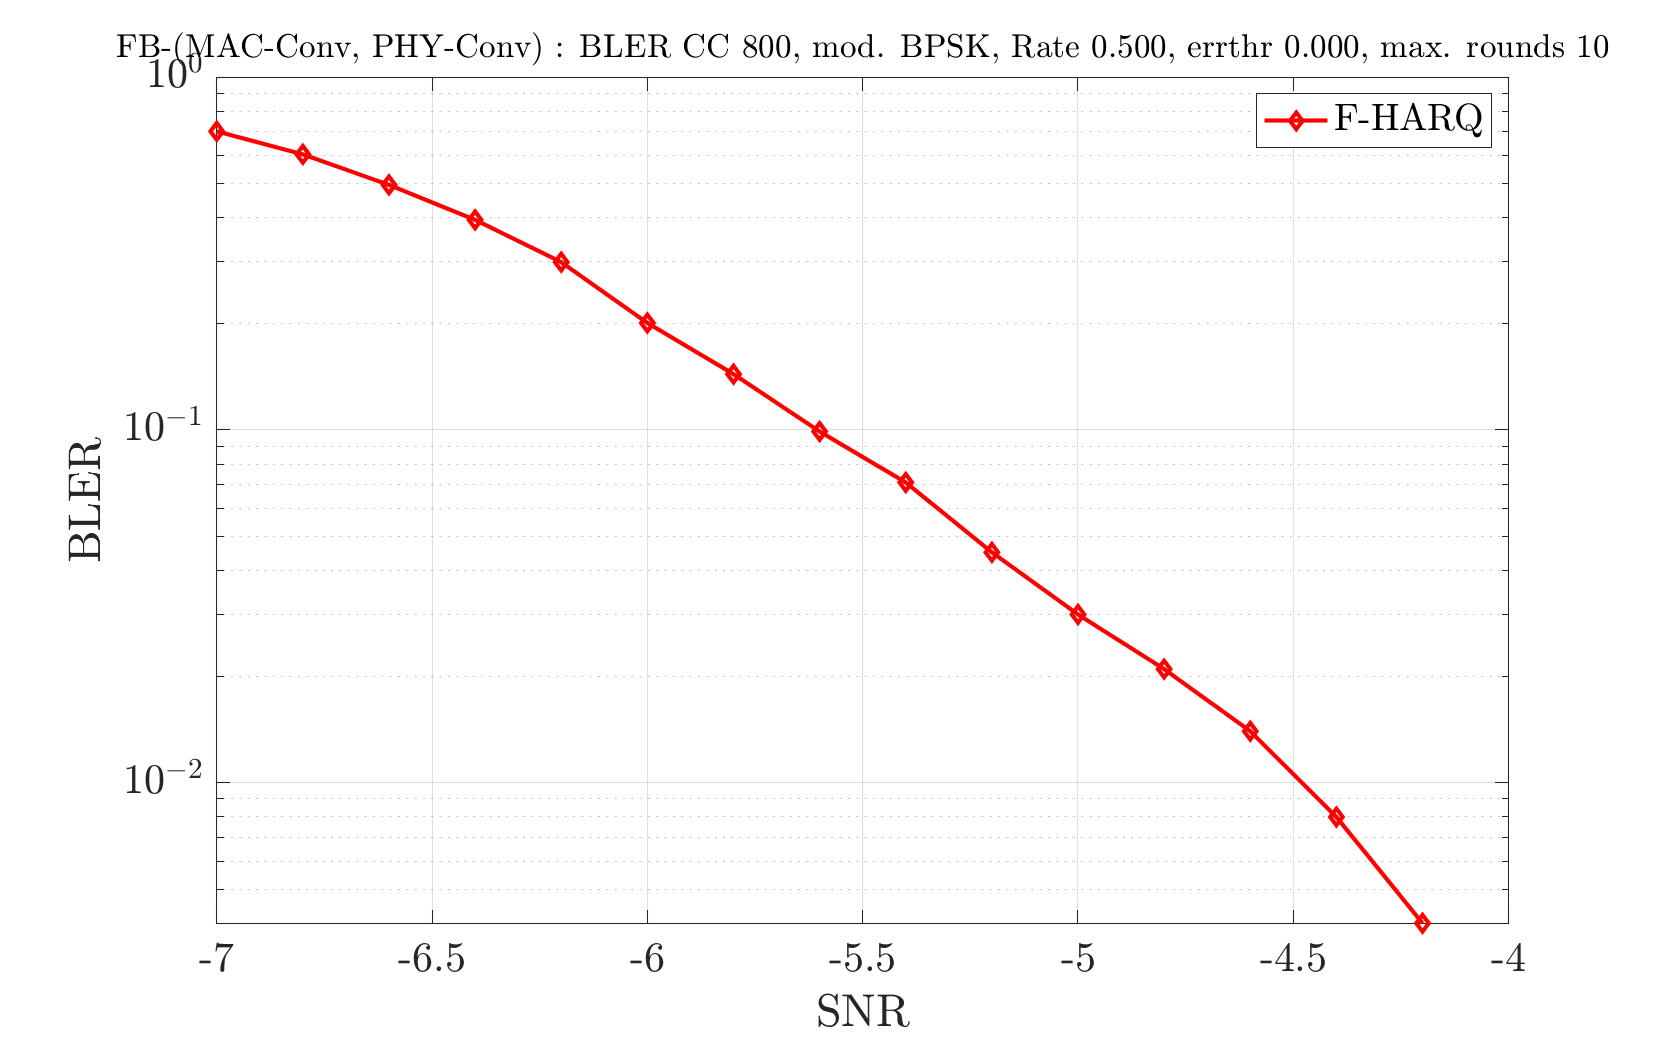 FB-(MAC-Conv, PHY-Conv) : BLER CC 800, mod. BPSK, Rate 0.500, errthr 0.000, max. rounds 10
10^0
F-HARQ
10^{-1}
BLER
10^{-2}
-7 -6.5 -6 -5.5 -5 -4.5 -4
SNR